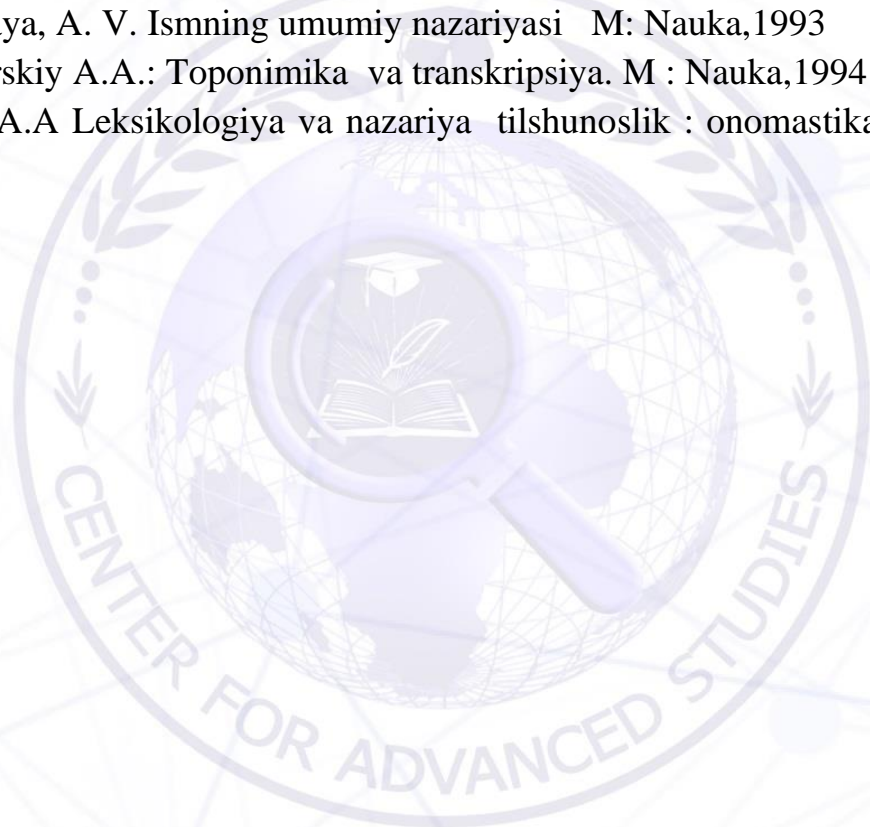 aya, A. V. Ismning umumiy nazariyasi M: Nauka,1993
rskiy A.A.: Toponimika va transkripsiya. M : Nauka,1994
A.A Leksikologiya va nazariya tilshunoslik : onomastika
CENTER FOR ADVANCED STUDIES